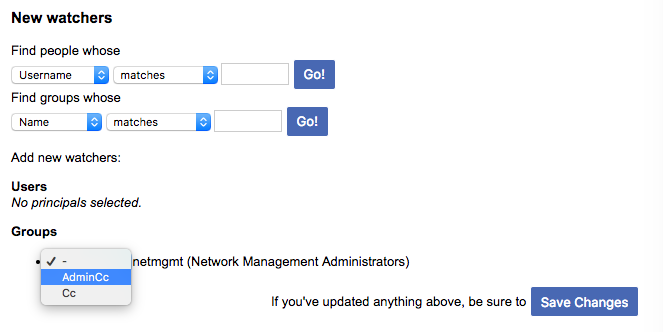 New watchers
Find people whose
Username matches Go!
Find groups whose
Name matches Go!
Add new watchers:
Users
No principals selected.
Groups
• ✓ - netmgmt (Network Management Administrators)
AdminCc
Cc
If you've updated anything above, be sure to Save Changes